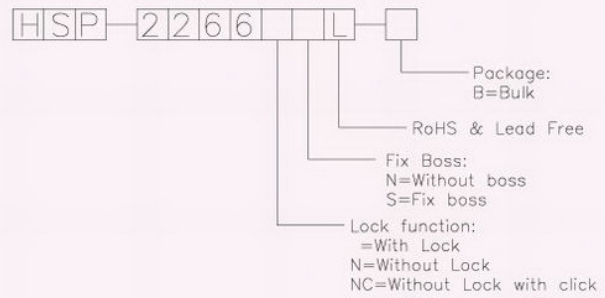 HSP-2266 L-
Package:
B=Bulk
RoHS & Lead Free
Fix Boss:
N=Without boss
S=Fix boss
Lock function:
=With Lock
N=Without Lock
NC=Without Lock with click